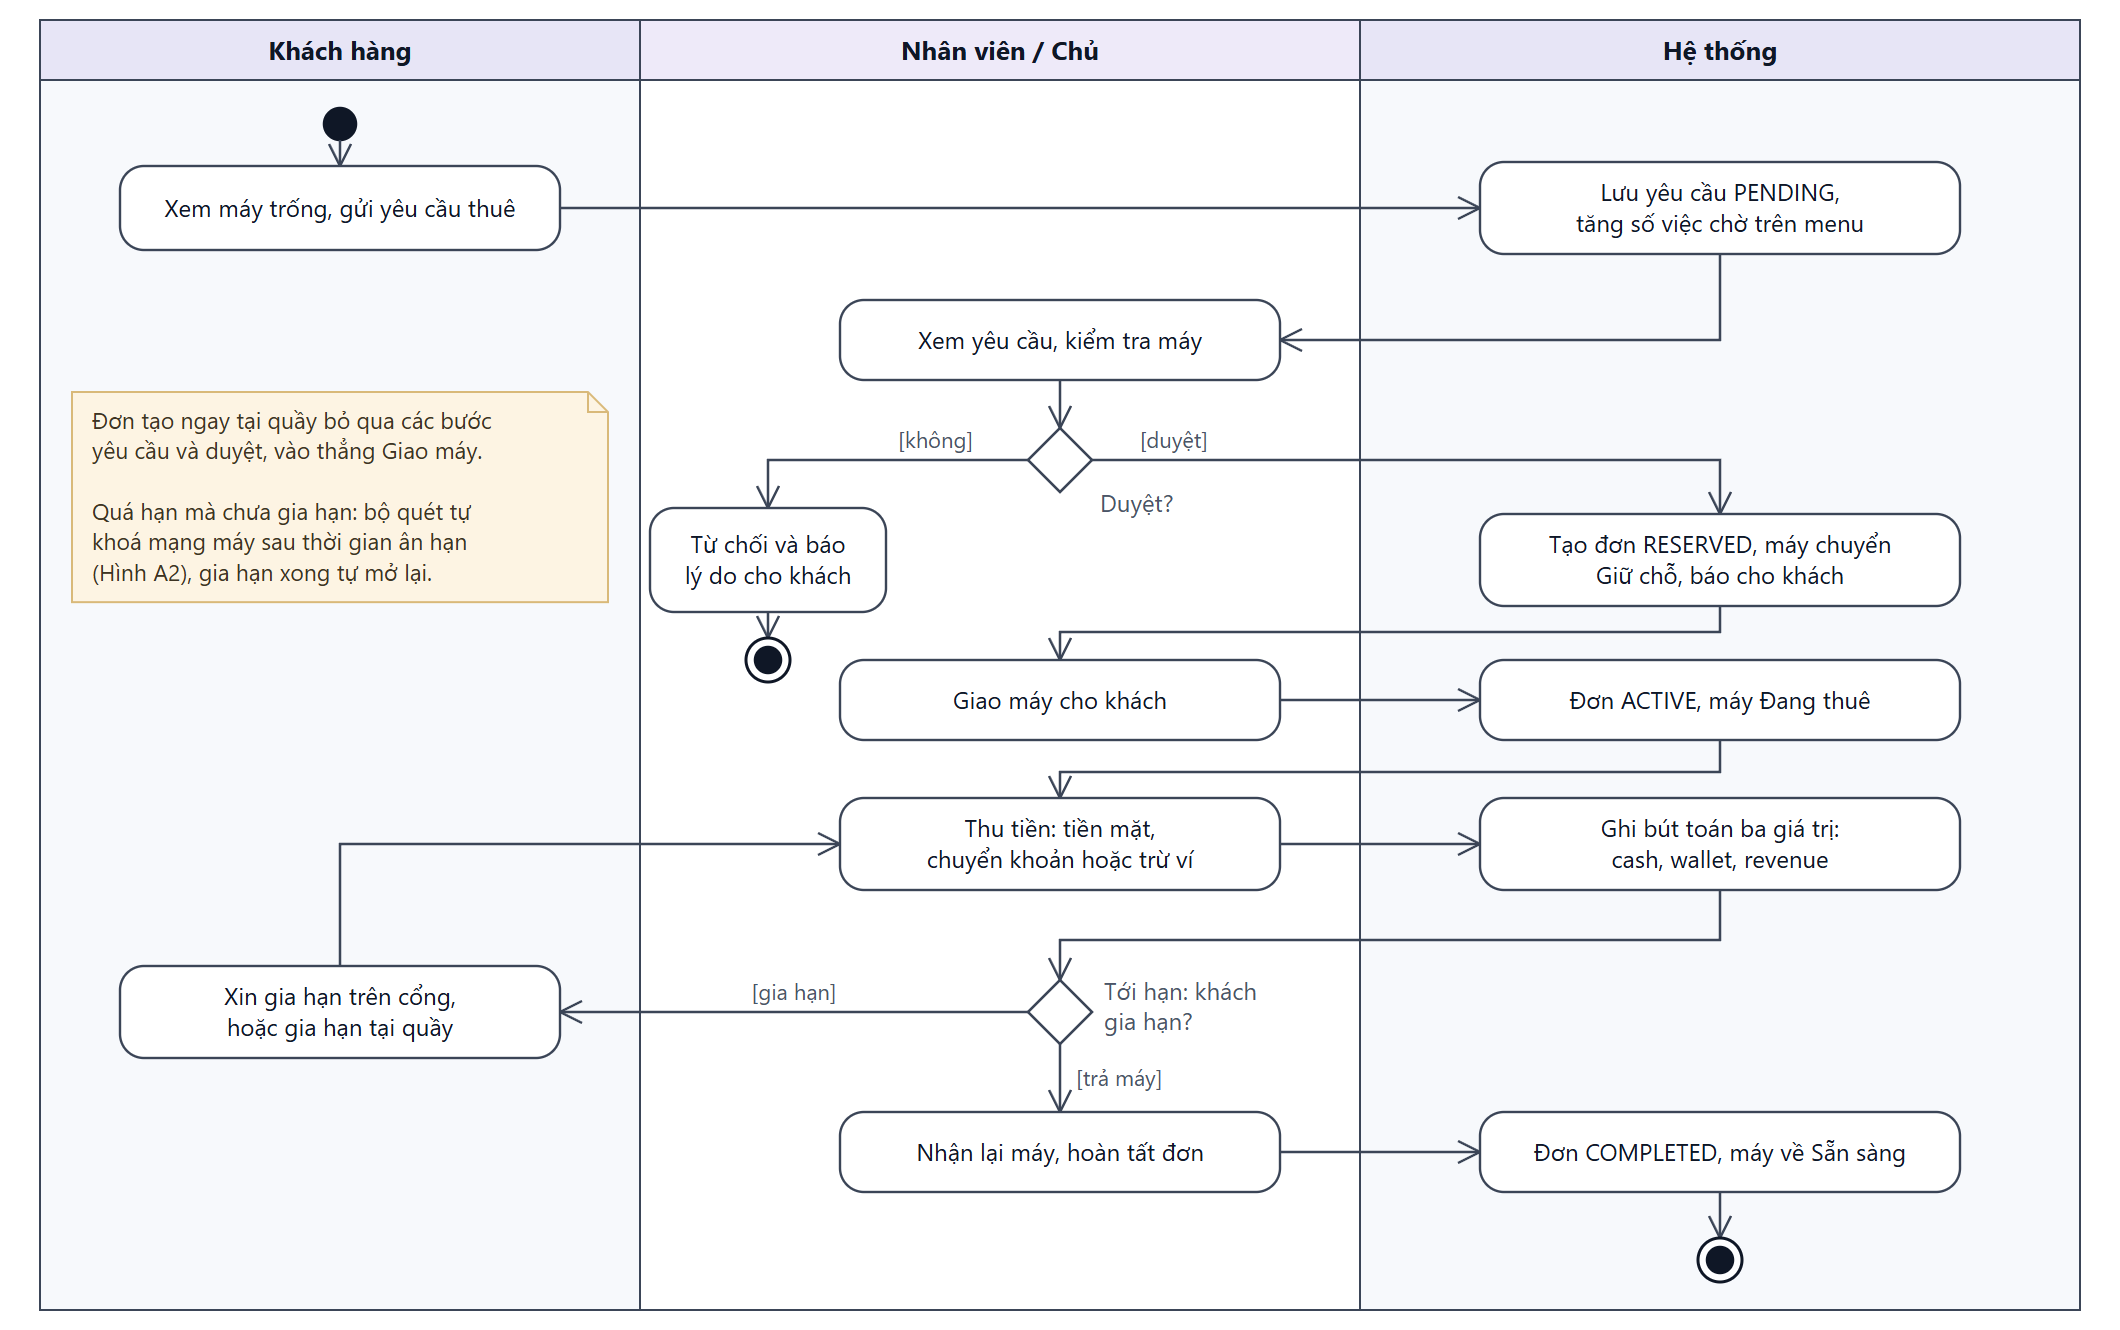 Khách hàng
Nhân viên / Chủ
Hệ thống
Xem máy trống, gửi yêu cầu thuê
Lưu yêu cầu PENDING,
tăng số việc chờ trên menu
Xem yêu cầu, kiểm tra máy
Đơn tạo ngay tại quầy bỏ qua các bước
yêu cầu và duyệt, vào thẳng Giao máy.
Quá hạn mà chưa gia hạn: bộ quét tự
khoá mạng máy sau thời gian ân hạn
(Hình A2), gia hạn xong tự mở lại.
[không]
[duyệt]
Duyệt?
Từ chối và báo
lý do cho khách
Tạo đơn RESERVED, máy chuyển
Giữ chỗ, báo cho khách
Giao máy cho khách
Đơn ACTIVE, máy Đang thuê
Thu tiền: tiền mặt,
chuyển khoản hoặc trừ ví
Ghi bút toán ba giá trị:
cash, wallet, revenue
Xin gia hạn trên cổng,
hoặc gia hạn tại quầy
[gia hạn]
Tới hạn: khách
gia hạn?
[trả máy]
Nhận lại máy, hoàn tất đơn
Đơn COMPLETED, máy về Sẵn sàng